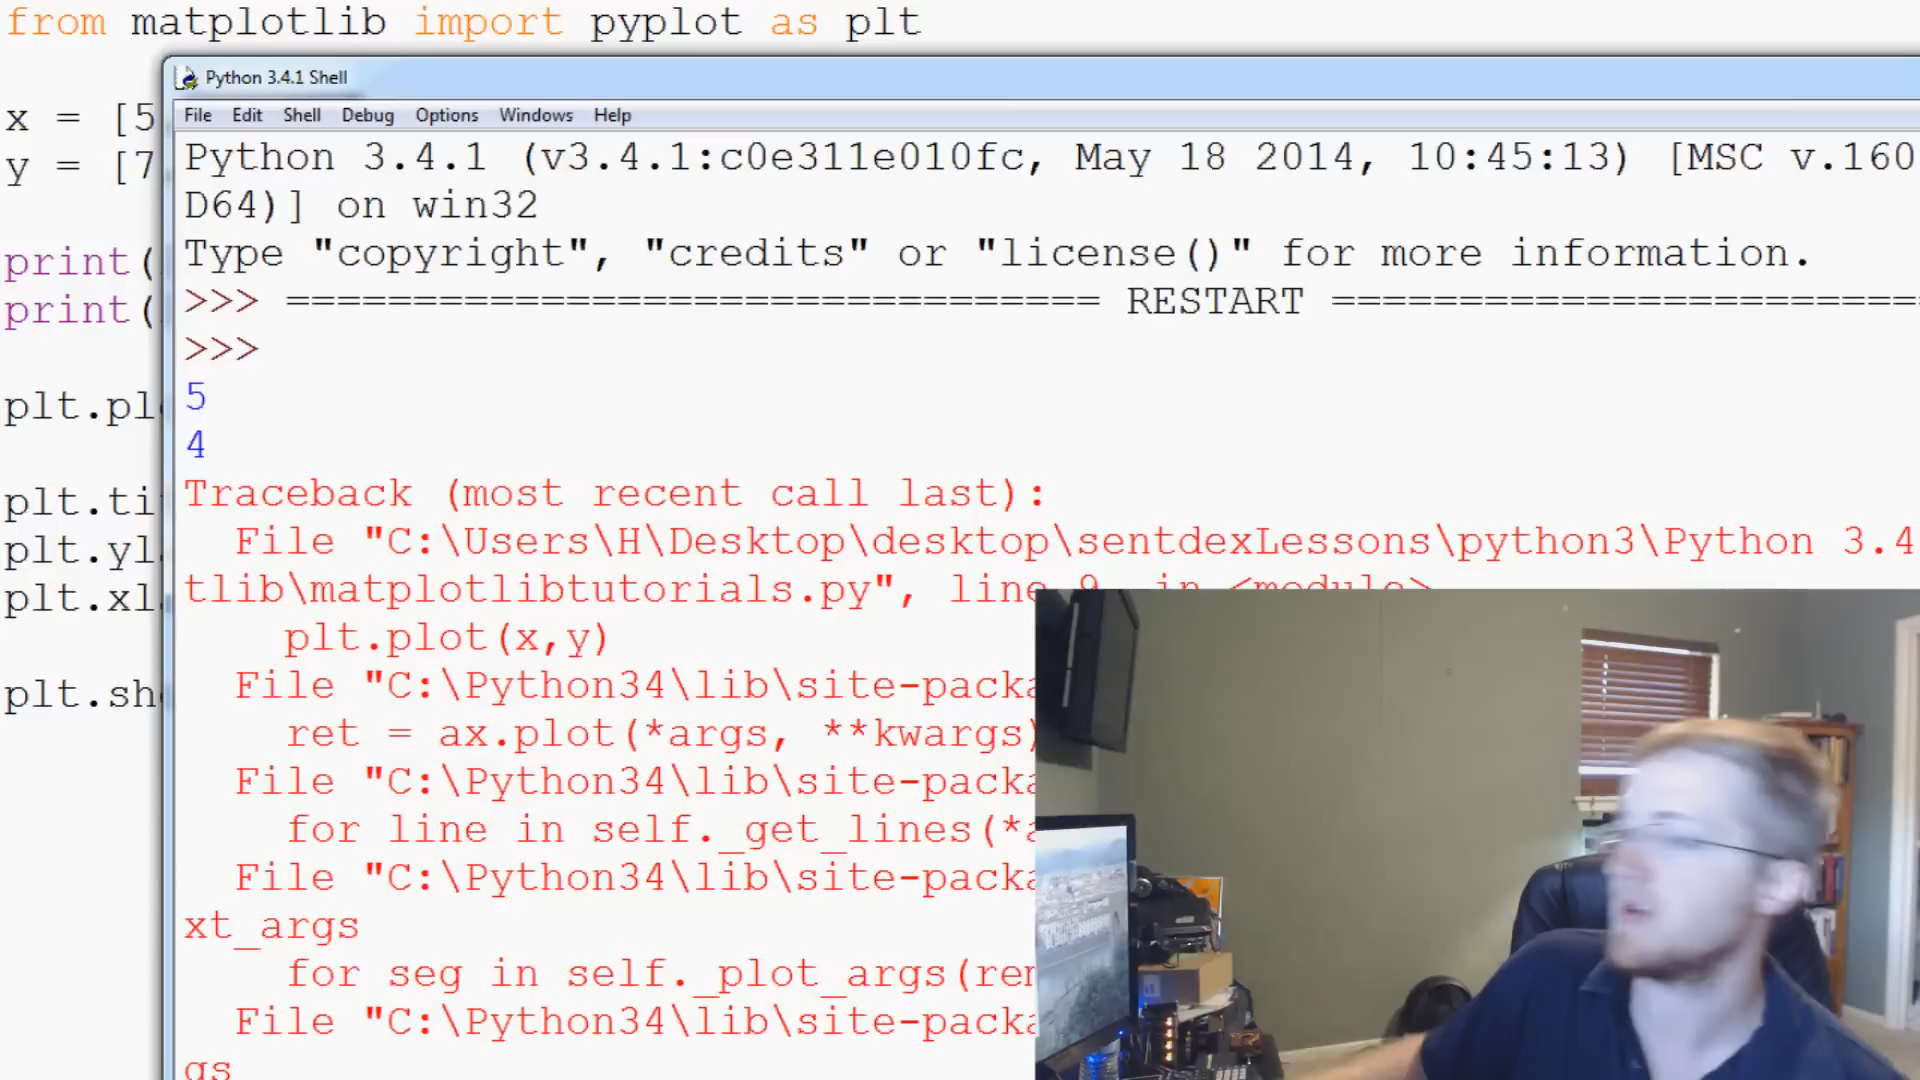 from matplotlib import pyplot as plt
Python 3.4.1 Shell
x = [5
y = [7
File Edit Shell Debug Options Windows Help
Python 3.4.1 (v3.4.1:c0e311e010fc, May 18 2014, 10:45:13) [MSC v.160
D64)] on win32
Type "copyright", "credits" or "license()" for more information.
print(
print(
>>> ================================ RESTART =======================
>>>
5
4
plt.pl
plt.ti
plt.yl
plt.xl
plt.sh
Traceback (most recent call last):
File "C:\Users\H\Desktop\desktop\sentdexLessons\python3\Python 3.4
tlib\matplotlibtutorials.py", line 9, in <module>
plt.plot(x,y)
File "C:\Python34\lib\site-packa
ret = ax.plot(*args, **kwargs)
File "C:\Python34\lib\site-packa
for line in self._get_lines(*a
File "C:\Python34\lib\site-packa
xt_args
for seg in self._plot_args(rem
File "C:\Python34\lib\site-packa
gs